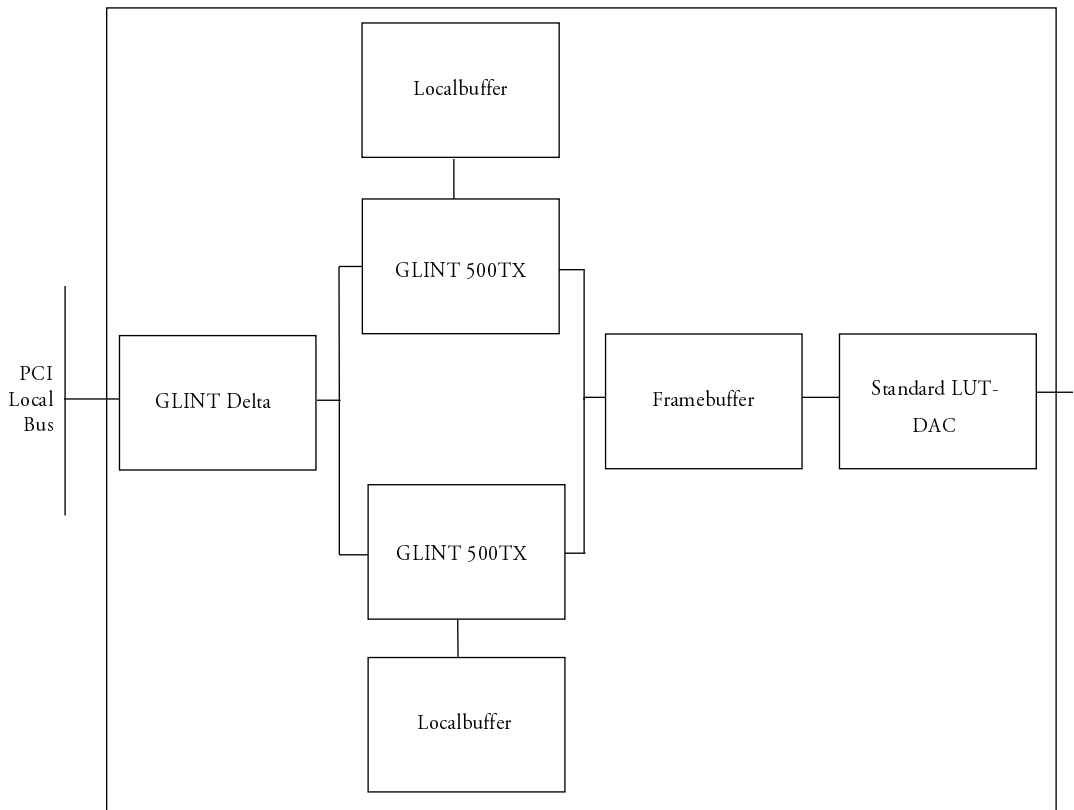 Localbuffer
GLINT 500TX
PCI
Local
Bus
GLINT Delta
Framebuffer
Standard LUT-
DAC
GLINT 500TX
Localbuffer